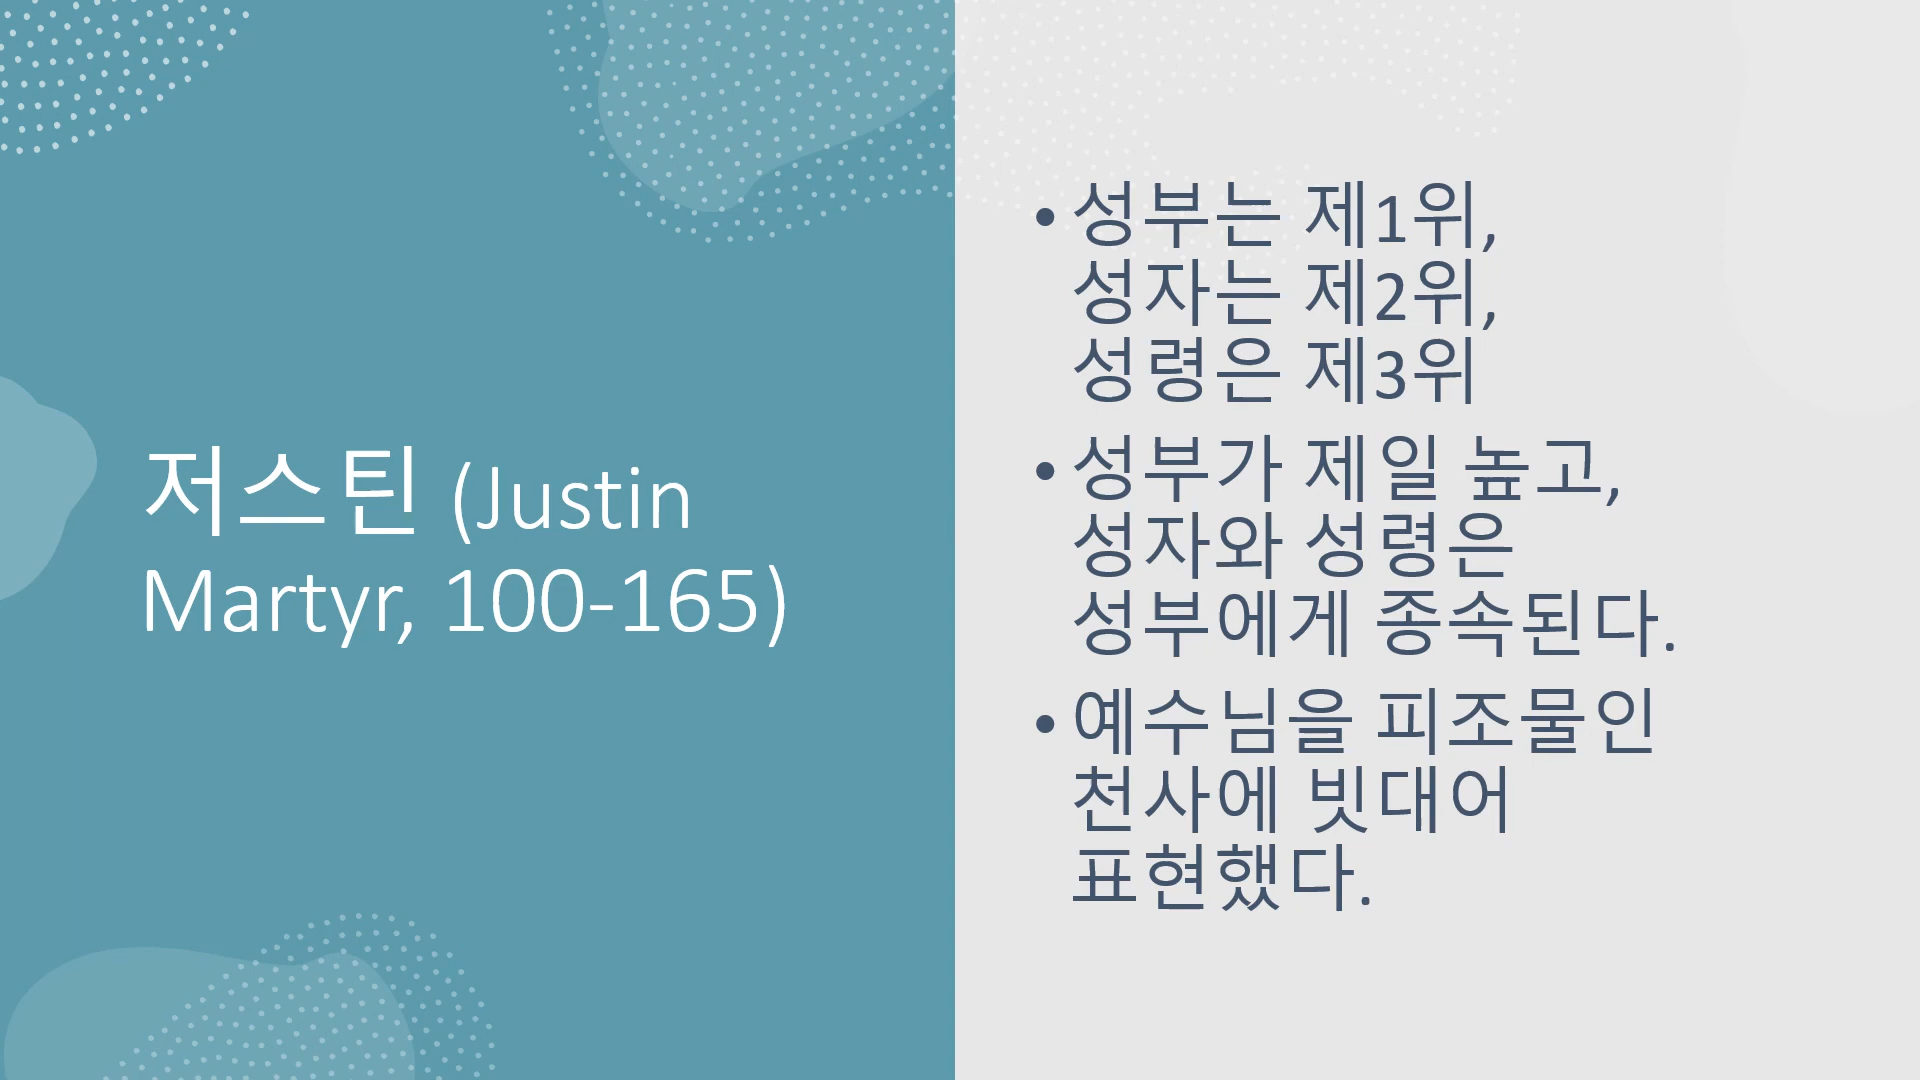 저스틴 (Justin
Martyr, 100-165)
• 성부는 제1위,
성자는 제2위,
성령은 제3위
• 성부가 제일 높고,
성자와 성령은
성부에게 종속된다.
• 예수님을 피조물인
천사에 빗대어
표현했다.